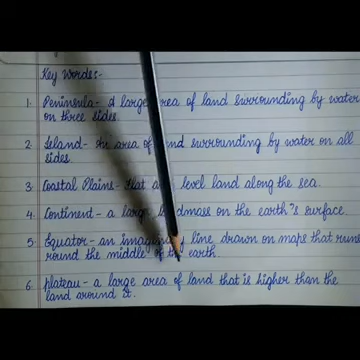 Key Words:-
1. Peninsula- A large area of land surrounding by water
on three sides.
2. Island- An area of land surrounding by water on all
sides.
3. Coastal Plains- Flat and level land along the sea.
4. Continent- a large landmass on the earth's surface.
5. Equator- an imaginary line drawn on maps that runs
round the middle of the earth.
6. plateau- a large area of land that is higher than the
land around it.